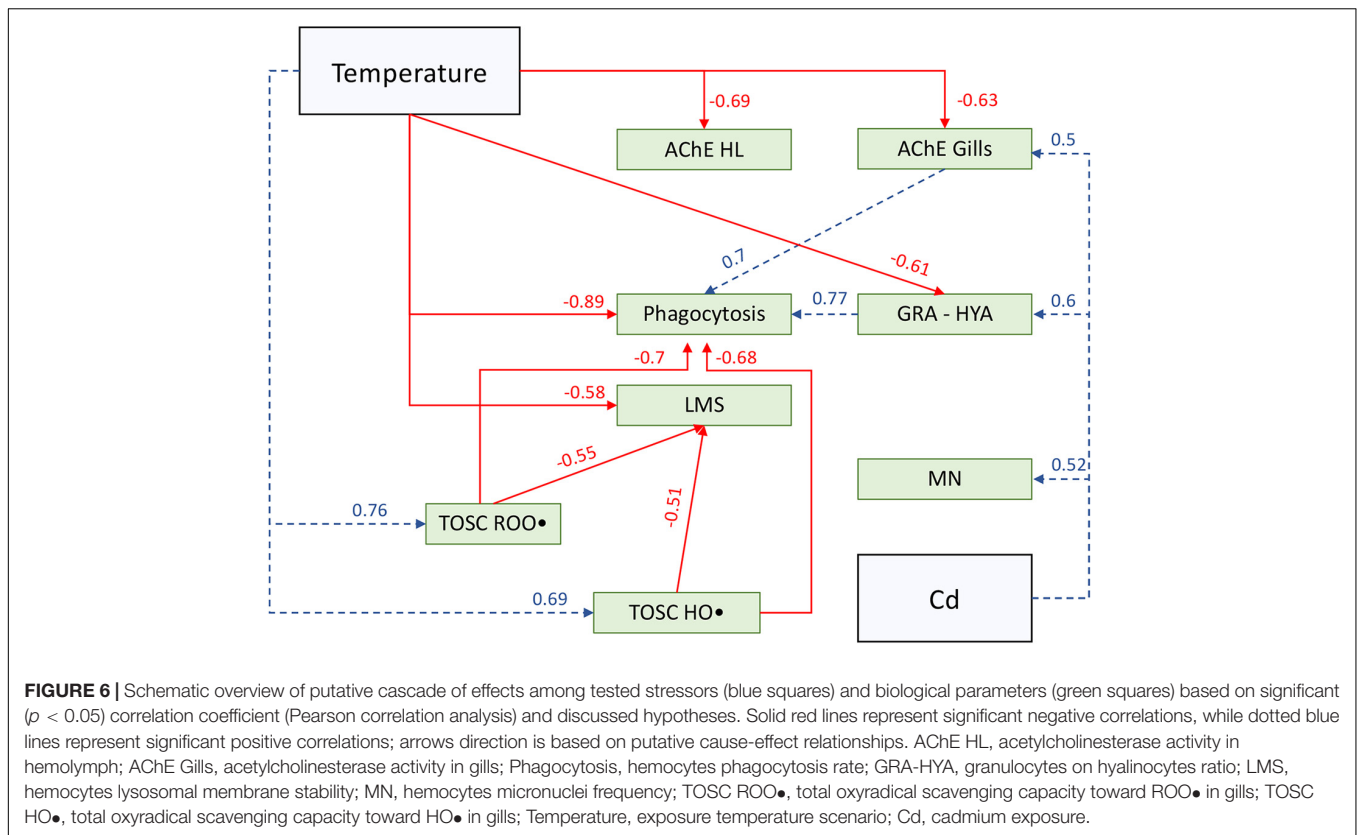 Temperature
-0.69
-0.63
AChE HL
AChE Gills
0.5
0.7
-0.61
-0.89
Phagocytosis
0.77
GRA - HYA
0.6
-0.7
-0.68
-0.58
LMS
-0.55
-0.51
MN
0.52
0.76
TOSC ROO●
0.69
TOSC HO●
Cd
FIGURE 6 | Schematic overview of putative cascade of effects among tested stressors (blue squares) and biological parameters (green squares) based on significant
(p < 0.05) correlation coefficient (Pearson correlation analysis) and discussed hypotheses. Solid red lines represent significant negative correlations, while dotted blue
lines represent significant positive correlations; arrows direction is based on putative cause-effect relationships. AChE HL, acetylcholinesterase activity in
hemolymph; AChE Gills, acetylcholinesterase activity in gills; Phagocytosis, hemocytes phagocytosis rate; GRA-HYA, granulocytes on hyalinocytes ratio; LMS,
hemocytes lysosomal membrane stability; MN, hemocytes micronuclei frequency; TOSC ROO●, total oxyradical scavenging capacity toward ROO● in gills; TOSC
HO●, total oxyradical scavenging capacity toward HO● in gills; Temperature, exposure temperature scenario; Cd, cadmium exposure.